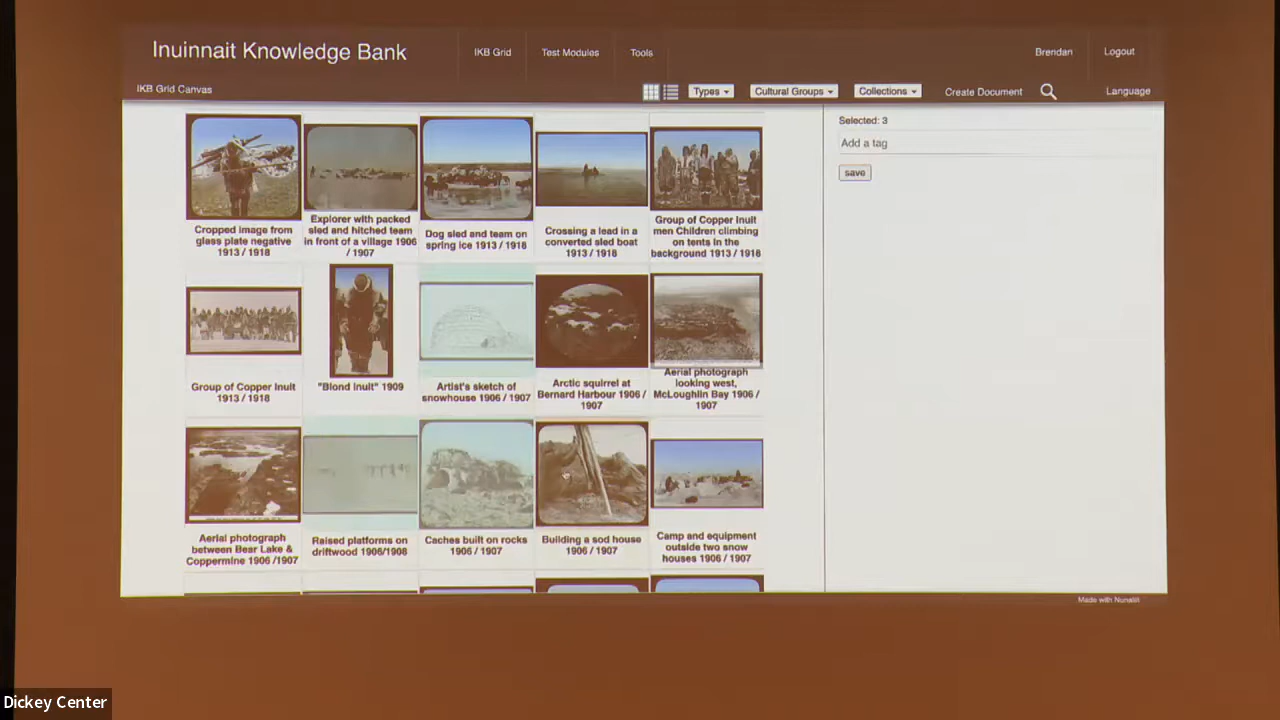 Inuinnait Knowledge Bank
IKB Grid
Test Modules
Tools
Brendan
Logout
IKB Grid Canvas
Types
Cultural Groups
Collections
Create Document
Language
Selected: 3
Add a tag
save
Cropped image from
glass plate negative
1913 / 1918
Explorer with packed
sled and hitched team
in front of a village 1906
/ 1907
Dog sled and team on
spring ice 1913 / 1918
Crossing a lead in a
converted sled boat
1913 / 1918
Group of Copper Inuit
men Children climbing
on tents in the
background 1913 / 1918
Group of Copper Inuit
1913 / 1918
"Blond Inuit" 1909
Artist's sketch of
snowhouse 1906 / 1907
Arctic squirrel at
Bernard Harbour 1906 /
1907
Aerial photograph
looking west,
McLoughlin Bay 1906 /
1907
Aerial photograph
between Bear Lake &
Coppermine 1906 /1907
Raised platforms on
driftwood 1906/1908
Caches built on rocks
1906 / 1907
Building a sod house
1906 / 1907
Camp and equipment
outside two snow
houses 1906 / 1907
Made with Nunaliit
Dickey Center